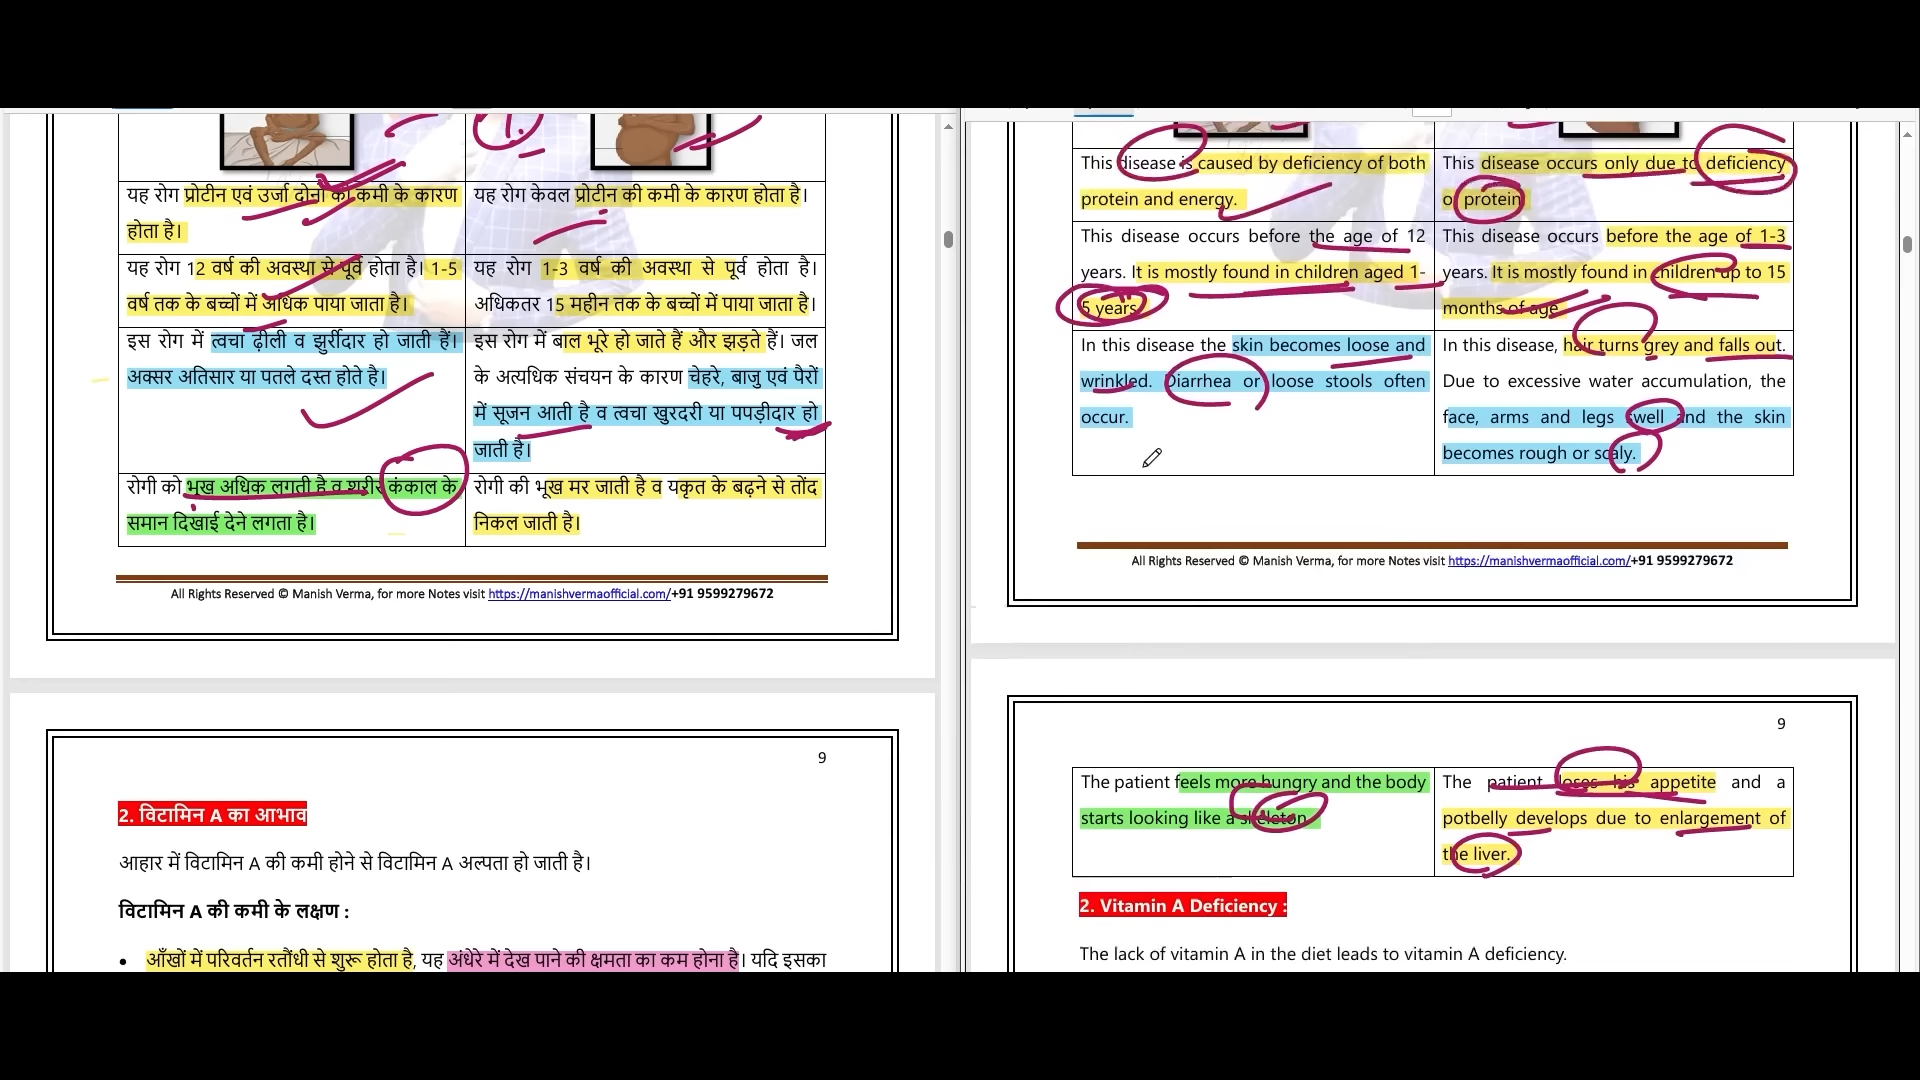 यह रोग प्रोटीन एवं उर्जा दोनों की कमी के कारण
होता है।
यह रोग केवल प्रोटीन की कमी के कारण होता है।
यह रोग 12 वर्ष की अवस्था से पूर्व होता है। 1-5
वर्ष तक के बच्चों में अधिक पाया जाता है।
यह रोग 1-3 वर्ष की अवस्था से पूर्व होता है।
अधिकतर 15 महीन तक के बच्चों में पाया जाता है।
इस रोग में त्वचा ढ़ीली व झुर्रीदार हो जाती हैं।
अक्सर अतिसार या पतले दस्त होते है।
इस रोग में बाल भूरे हो जाते हैं और झड़ते हैं। जल
के अत्यधिक संचयन के कारण चेहरे, बाजु एवं पैरों
में सूजन आती है व त्वचा खुरदरी या पपड़ीदार हो
जाती है।
रोगी को भूख अधिक लगती है व शरीर कंकाल के
समान दिखाई देने लगता है।
रोगी की भूख मर जाती है व यकृत के बढ़ने से तोंद
निकल जाती है।
All Rights Reserved © Manish Verma, for more Notes visit https://manishvermaofficial.com/+91 9599279672
9
2. विटामिन A का आभाव
आहार में विटामिन A की कमी होने से विटामिन A अल्पता हो जाती है।
विटामिन A की कमी के लक्षण :
• आँखों में परिवर्तन रतौंधी से शुरू होता है, यह अंधेरे में देख पाने की क्षमता का कम होना है। यदि इसका
This disease is caused by deficiency of both
protein and energy.
This disease occurs only due to deficiency
of protein
This disease occurs before the age of 12
years. It is mostly found in children aged 1-
5 years.
This disease occurs before the age of 1-3
years. It is mostly found in children up to 15
months of age.
In this disease the skin becomes loose and
wrinkled. Diarrhea or loose stools often
occur.
In this disease, hair turns grey and falls out.
Due to excessive water accumulation, the
face, arms and legs swell and the skin
becomes rough or scaly.
All Rights Reserved © Manish Verma, for more Notes visit https://manishvermaofficial.com/+91 9599279672
9
The patient feels more hungry and the body
starts looking like a skeleton.
The patient loses his appetite and a
potbelly develops due to enlargement of
the liver.
2. Vitamin A Deficiency :
The lack of vitamin A in the diet leads to vitamin A deficiency.